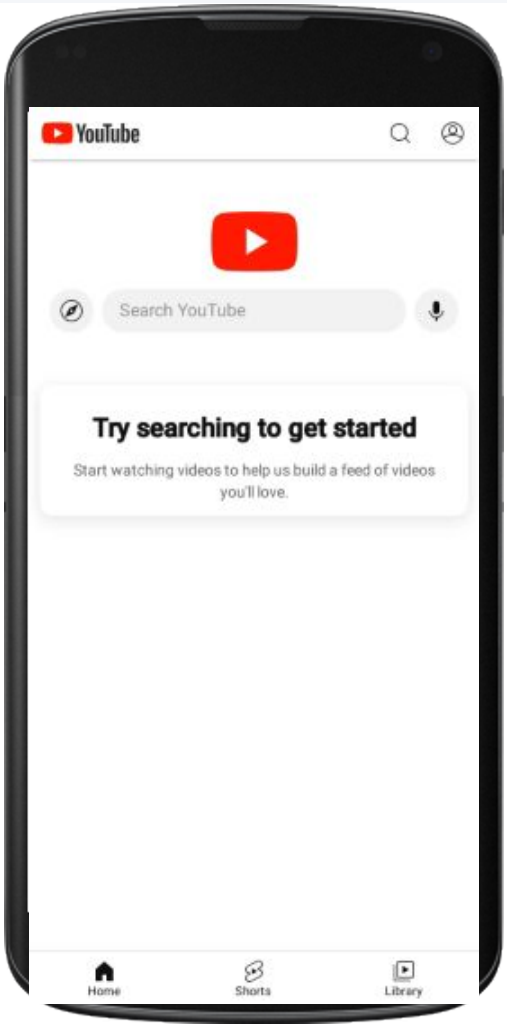 YouTube
Search YouTube
Try searching to get started
Start watching videos to help us build a feed of videos
you'll love.
Home
Shorts
Library